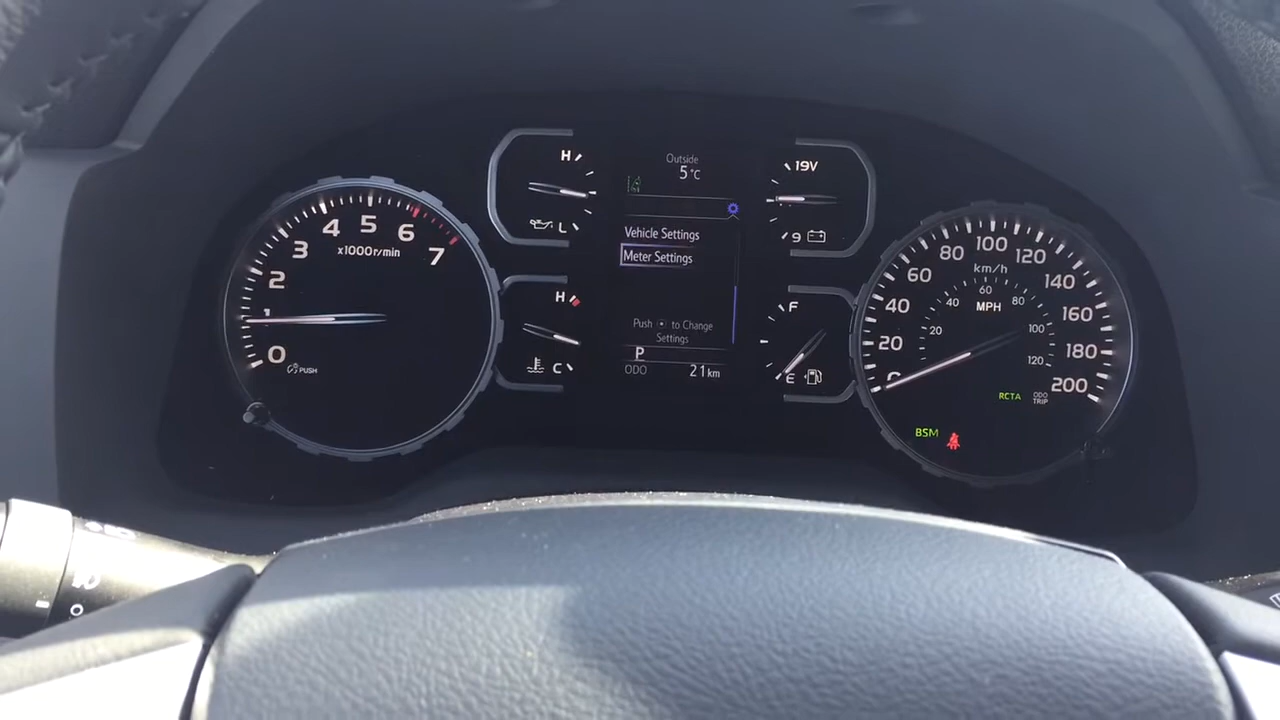 0
1
2
3
4
5
6
7
x1000r/min
PUSH
H
L
H
C
Outside
5°C
Vehicle Settings
Meter Settings
Push to Change
Settings
P
ODO 21km
19V
9
F
E
20
40
60
80
100
120
140
160
180
200
km/h
20
40
60
80
100
120
MPH
RCTA
ODO
TRIP
BSM